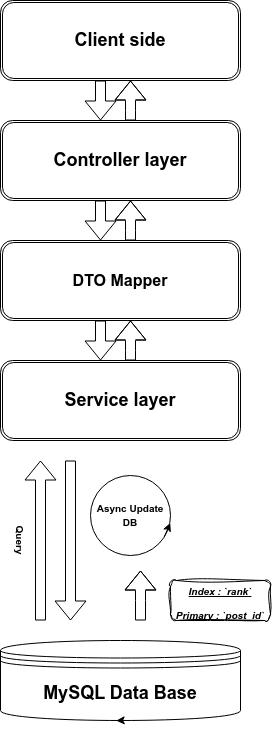 Client side
Controller layer
DTO Mapper
Service layer
Query
Async Update
DB
Index : `rank`
Primary : `post_id`
MySQL Data Base